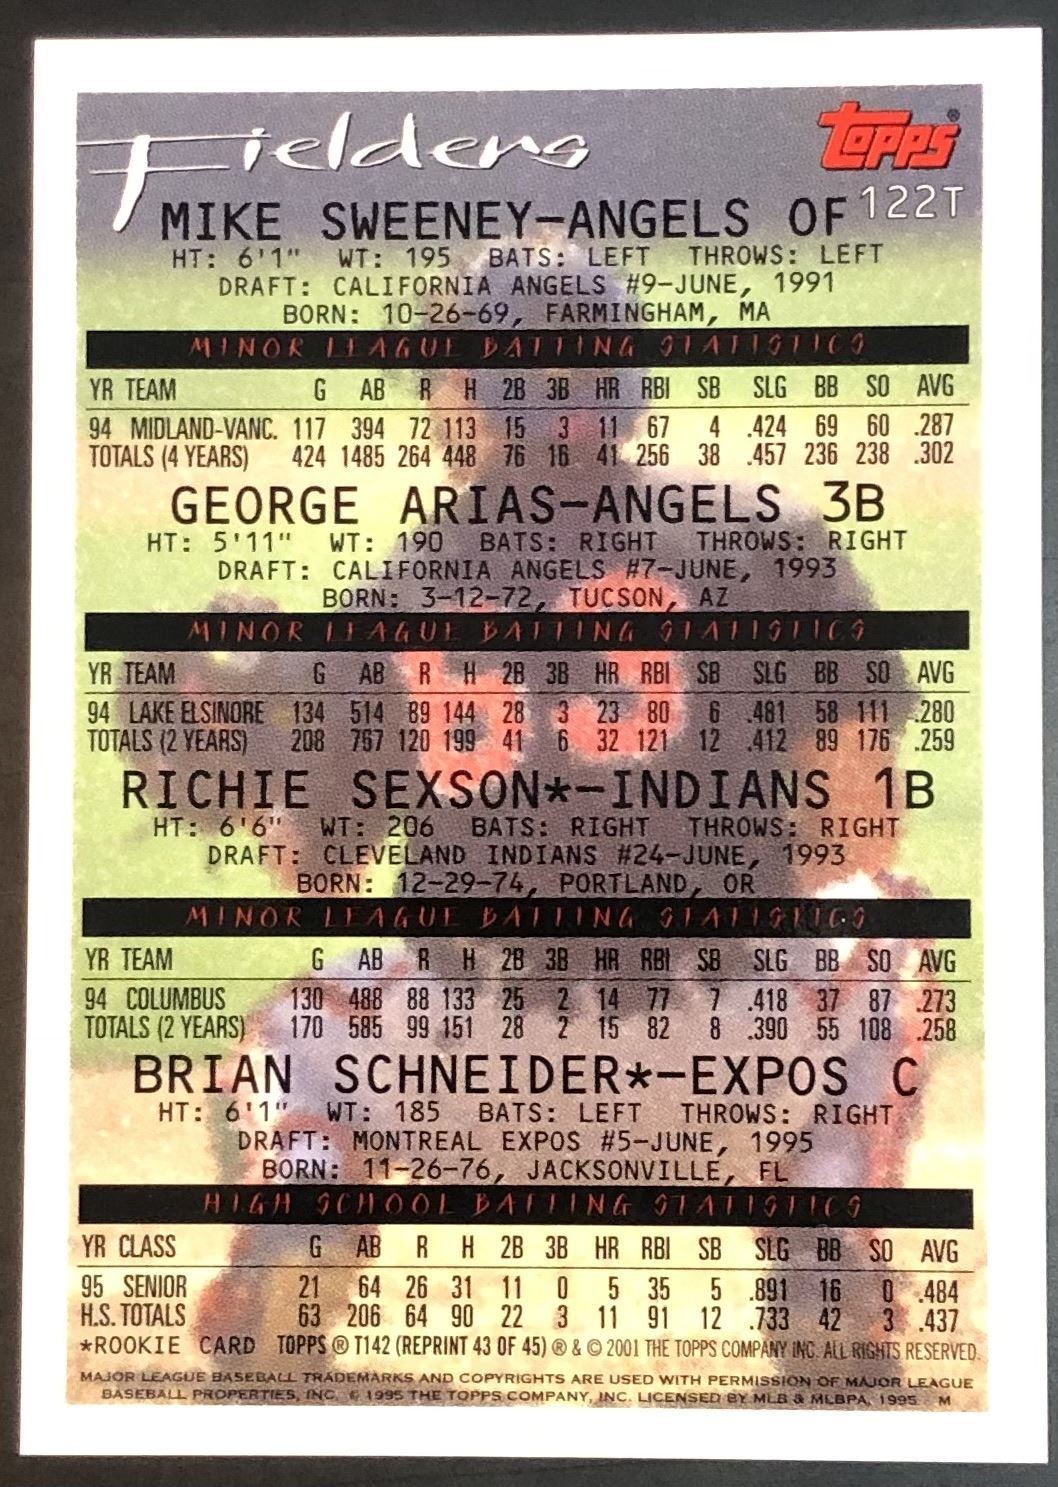 Fielders
TOPPS®
122T
MIKE SWEENEY-ANGELS OF
HT: 6'1" WT: 195 BATS: LEFT THROWS: LEFT
DRAFT: CALIFORNIA ANGELS #9-JUNE, 1991
BORN: 10-26-69, FARMINGHAM, MA
MINOR LEAGUE BATTING STATISTICS
YR TEAM G AB R H 2B 3B HR RBI SB SLG BB SO AVG
94 MIDLAND-VANC. 117 394 72 113 15 3 11 67 4 .424 69 60 .287
TOTALS (4 YEARS) 424 1485 264 448 76 16 41 256 38 .457 236 238 .302
GEORGE ARIAS-ANGELS 3B
HT: 5'11" WT: 190 BATS: RIGHT THROWS: RIGHT
DRAFT: CALIFORNIA ANGELS #7-JUNE, 1993
BORN: 3-12-72, TUCSON, AZ
MINOR LEAGUE BATTING STATISTICS
YR TEAM G AB R H 2B 3B HR RBI SB SLG BB SO AVG
94 LAKE ELSINORE 134 514 89 144 28 3 23 80 6 .481 58 111 .280
TOTALS (2 YEARS) 208 767 120 199 41 6 32 121 12 .412 89 176 .259
RICHIE SEXSON*-INDIANS 1B
HT: 6'6" WT: 206 BATS: RIGHT THROWS: RIGHT
DRAFT: CLEVELAND INDIANS #24-JUNE, 1993
BORN: 12-29-74, PORTLAND, OR
MINOR LEAGUE BATTING STATISTICS
YR TEAM G AB R H 2B 3B HR RBI SB SLG BB SO AVG
94 COLUMBUS 130 488 88 133 25 2 14 77 7 .418 37 87 .273
TOTALS (2 YEARS) 170 585 99 151 28 2 15 82 8 .390 55 108 .258
BRIAN SCHNEIDER*-EXPOS C
HT: 6'1" WT: 185 BATS: LEFT THROWS: RIGHT
DRAFT: MONTREAL EXPOS #5-JUNE, 1995
BORN: 11-26-76, JACKSONVILLE, FL
HIGH SCHOOL BATTING STATISTICS
YR CLASS G AB R H 2B 3B HR RBI SB SLG BB SO AVG
95 SENIOR 21 64 26 31 11 0 5 35 5 .891 16 0 .484
H.S. TOTALS 63 206 64 90 22 3 11 91 12 .733 42 3 .437
*ROOKIE CARD TOPPS ® T142 (REPRINT 43 OF 45) ® & © 2001 THE TOPPS COMPANY INC. ALL RIGHTS RESERVED.
MAJOR LEAGUE BASEBALL TRADEMARKS AND COPYRIGHTS ARE USED WITH PERMISSION OF MAJOR LEAGUE
BASEBALL PROPERTIES, INC. © 1995 THE TOPPS COMPANY, INC. LICENSED BY MLB & MLBPA, 1995 M